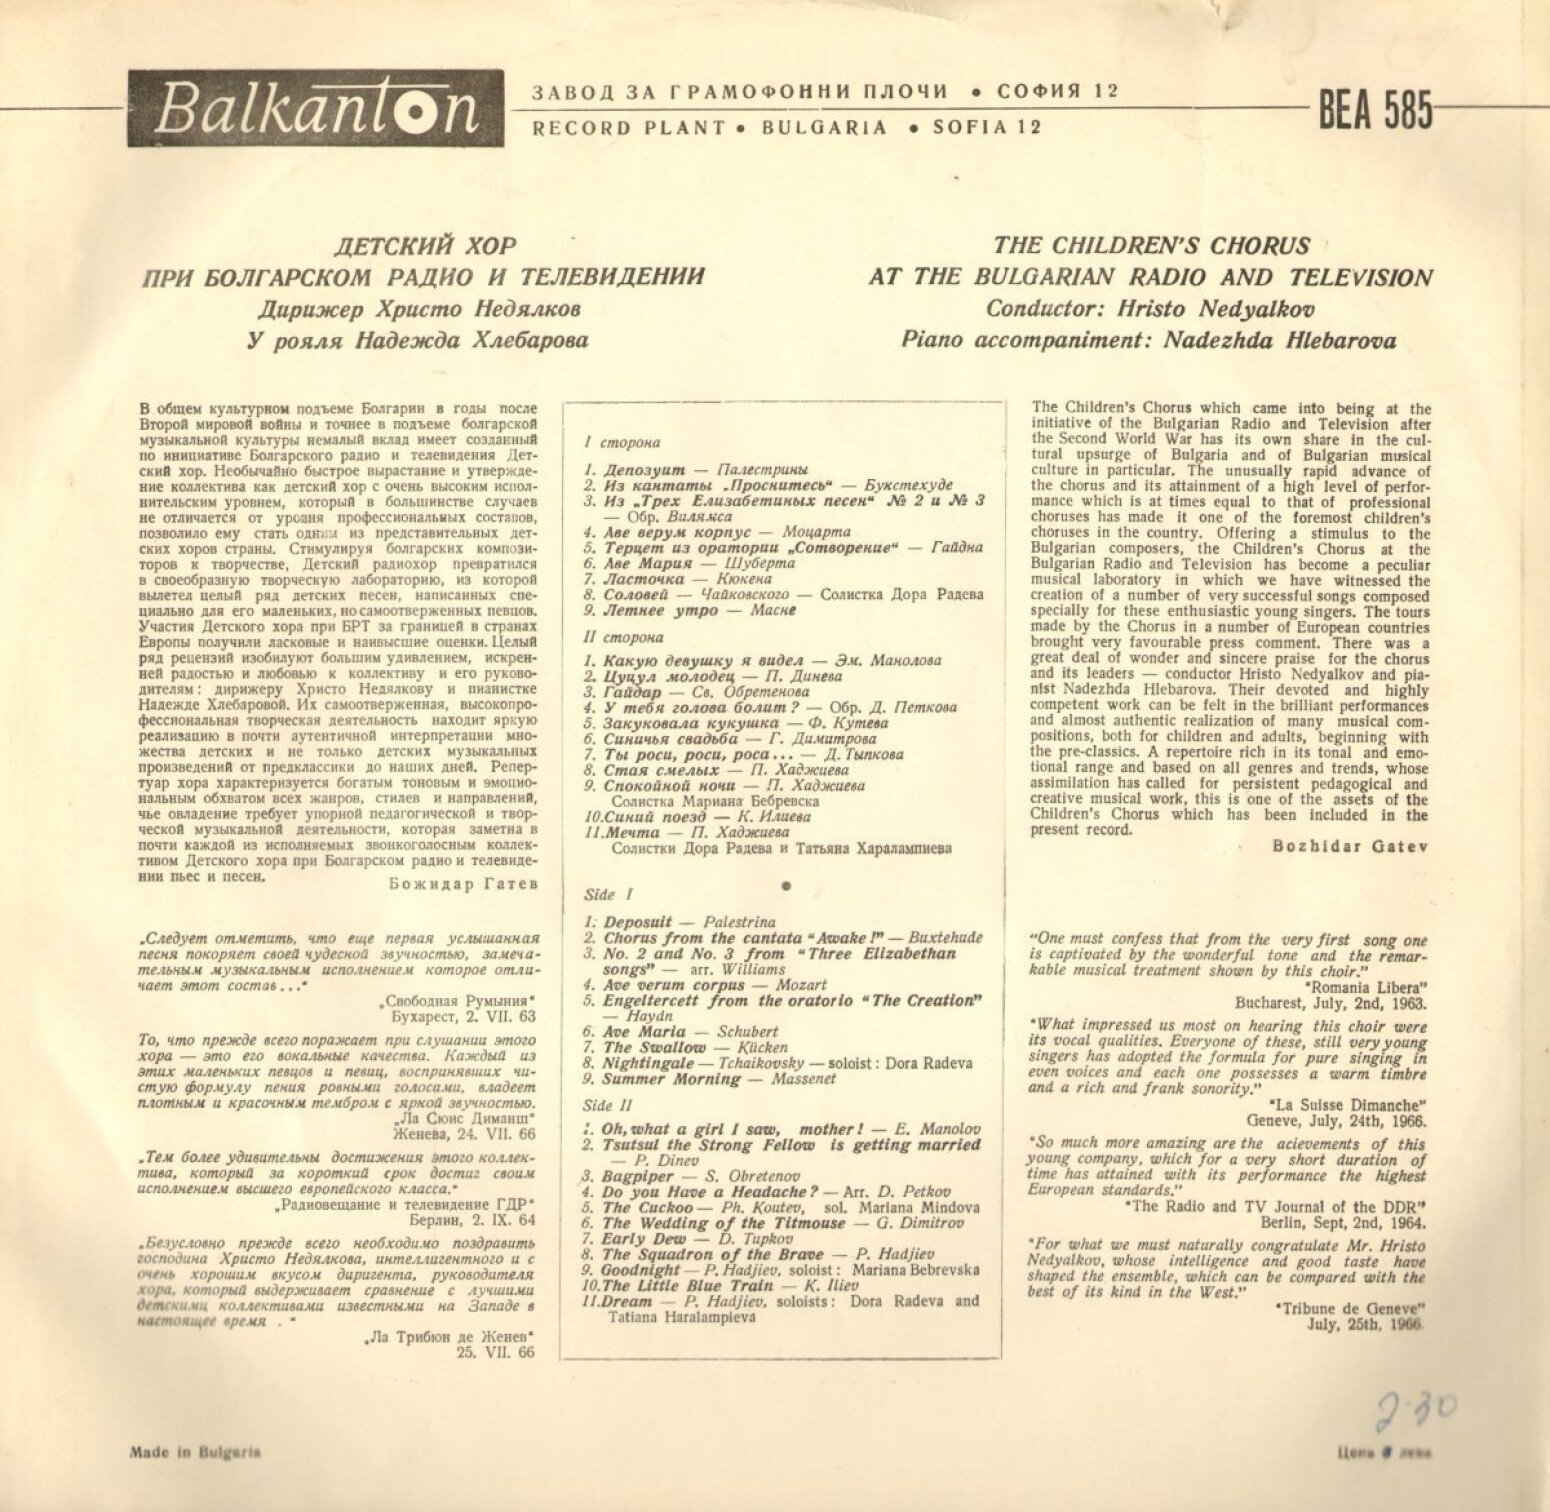 Balkanton
ЗАВОД ЗА ГРАМОФОННИ ПЛОЧИ • СОФИЯ 12
RECORD PLANT • BULGARIA • SOFIA 12
BEA 585
ДЕТСКИЙ ХОР
ПРИ БОЛГАРСКОМ РАДИО И ТЕЛЕВИДЕНИИ
Дирижер Христо Недялков
У рояля Надежда Хлебарова
THE CHILDREN'S CHORUS
AT THE BULGARIAN RADIO AND TELEVISION
Conductor: Hristo Nedyalkov
Piano accompaniment: Nadezhda Hlebarova
В общем культурном подъеме Болгарии в годы после
Второй мировой войны и точнее в подъеме болгарской
музыкальной культуры немалый вклад имеет созданный
по инициативе Болгарского радио и телевидения Дет-
ский хор. Необычайно быстрое вырастание и утвержде-
ние коллектива как детский хор с очень высоким испол-
нительским уровнем, который в большинстве случаев
не отличается от уровня профессиональных составов,
позволило ему стать одним из представительных дет-
ских хоров страны. Стимулируя болгарских компози-
торов к творчестве, Детский радиохор превратился
в своеобразную творческую лабораторию, из которой
вылетел целый ряд детских песен, написанных спе-
циально для его маленьких, но самоотверженных певцов.
Участия Детского хора при БРТ за границей в странах
Европы получили ласковые и наивысшие оценки. Целый
ряд рецензий изобилуют большим удивлением, искрен-
ней радостью и любовью к коллективу и его руково-
дителям: дирижеру Христо Недялкову и пианистке
Надежде Хлебаровой. Их самоотверженная, высокопро-
фессиональная творческая деятельность находит яркую
реализацию в почти аутентичной интерпретации мно-
жества детских и не только детских музыкальных
произведений от предклассики до наших дней. Репер-
туар хора характеризуется богатым тоновым и эмоцио-
нальным обхватом всех жанров, стилев и направлений,
чье овладение требует упорной педагогической и твор-
ческой музыкальной деятельности, которая заметна в
почти каждой из исполняемых звонкоголосным коллек-
тивом Детского хора при Болгарском радио и телевиде-
нии пьес и песен.
Божидар Гатев
„Следует отметить, что еще первая услышанная
песня покоряет своей чудесной звучностью, замеча-
тельным музыкальным исполнением которое отли-
чает этот состав..."
„Свободная Румыния"
Бухарест, 2. VII. 63
То, что прежде всего поражает при слушании этого
хора — это его вокальные качества. Каждый из
этих маленьких певцов и певиц, воспринявших чи-
стую формулу пения ровными голосами, владеет
плотным и красочным тембром с яркой звучностью.
„Ла Сюис Диманш"
Женева, 24. VII. 66
„Тем более удивительны достижения этого коллек-
тива, который за короткий срок достиг своим
исполнением высшего европейского класса."
„Радиовещание и телевидение ГДР"
Берлин, 2. IX. 64
„Безусловно прежде всего необходимо поздравить
господина Христо Недялкова, интеллигентного и с
очень хорошим вкусом диригента, руководителя
хора, который выдерживает сравнение с лучшими
детскими коллективами известными на Западе в
настоящее время . "
„Ла Трибюн де Женев"
25. VII. 66
I сторона
1. Депозуит — Палестрины
2. Из кантаты „Проснитесь" — Букстехуде
3. Из „Трех Елизабетиных песен" № 2 и № 3
— Обр. Вилямса
4. Аве верум корпус — Моцарта
5. Терцет из оратории „Сотворение" — Гайдна
6. Аве Мария — Шуберта
7. Ласточка — Кюкена
8. Соловей — Чайковского — Солистка Дора Радева
9. Летнее утро — Масне
II сторона
1. Какую девушку я видел — Эм. Манолова
2. Цуцул молодец — П. Динева
3. Гайдар — Св. Обретенова
4. У тебя голова болит? — Обр. Д. Петкова
5. Закуковала кукушка — Ф. Кутева
6. Синичья свадьба — Г. Димитрова
7. Ты роси, роси, роса... — Д. Тыпкова
8. Стая смелых — П. Хаджиева
9. Спокойной ночи — П. Хаджиева
Солистка Мариана Бебревска
10. Синий поезд — К. Илиева
11. Мечта — П. Хаджиева
Солистки Дора Радева и Татьяна Харалампиева
Side I
1. Deposuit — Palestrina
2. Chorus from the cantata "Awake!" — Buxtehude
3. No. 2 and No. 3 from "Three Elizabethan
songs" — arr. Williams
4. Ave verum corpus — Mozart
5. Engeltercett from the oratorio "The Creation"
— Haydn
6. Ave Maria — Schubert
7. The Swallow — Kücken
8. Nightingale — Tchaikovsky — soloist: Dora Radeva
9. Summer Morning — Massenet
Side II
1. Oh, what a girl I saw, mother! — E. Manolov
2. Tsutsul the Strong Fellow is getting married
— P. Dinev
3. Bagpiper — S. Obretenov
4. Do you Have a Headache? — Arr. D. Petkov
5. The Cuckoo — Ph. Koutev, sol. Mariana Mindova
6. The Wedding of the Titmouse — G. Dimitrov
7. Early Dew — D. Tupkov
8. The Squadron of the Brave — P. Hadjiev
9. Goodnight — P. Hadjiev, soloist: Mariana Bebrevska
10. The Little Blue Train — K. Iliev
11. Dream — P. Hadjiev, soloists: Dora Radeva and
Tatiana Haralampieva
The Children's Chorus which came into being at the
initiative of the Bulgarian Radio and Television after
the Second World War has its own share in the cul-
tural upsurge of Bulgaria and of Bulgarian musical
culture in particular. The unusually rapid advance of
the chorus and its attainment of a high level of perfor-
mance which is at times equal to that of professional
choruses has made it one of the foremost children's
choruses in the country. Offering a stimulus to the
Bulgarian composers, the Children's Chorus at the
Bulgarian Radio and Television has become a peculiar
musical laboratory in which we have witnessed the
creation of a number of very successful songs composed
specially for these enthusiastic young singers. The tours
made by the Chorus in a number of European countries
brought very favourable press comment. There was a
great deal of wonder and sincere praise for the chorus
and its leaders — conductor Hristo Nedyalkov and pia-
nist Nadezhda Hlebarova. Their devoted and highly
competent work can be felt in the brilliant performances
and almost authentic realization of many musical com-
positions, both for children and adults, beginning with
the pre-classics. A repertoire rich in its tonal and emo-
tional range and based on all genres and trends, whose
assimilation has called for persistent pedagogical and
creative musical work, this is one of the assets of the
Children's Chorus which has been included in the
present record.
Bozhidar Gatev
"One must confess that from the very first song one
is captivated by the wonderful tone and the remar-
kable musical treatment shown by this choir."
"Romania Libera"
Bucharest, July, 2nd, 1963.
"What impressed us most on hearing this choir were
its vocal qualities. Everyone of these, still very young
singers has adopted the formula for pure singing in
even voices and each one possesses a warm timbre
and a rich and frank sonority."
"La Suisse Dimanche"
Geneve, July, 24th, 1966.
"So much more amazing are the acievements of this
young company, which for a very short duration of
time has attained with its performance the highest
European standards."
"The Radio and TV Journal of the DDR"
Berlin, Sept, 2nd, 1964.
"For what we must naturally congratulate Mr. Hristo
Nedyalkov, whose intelligence and good taste have
shaped the ensemble, which can be compared with the
best of its kind in the West."
"Tribune de Geneve"
July, 25th, 1966.
2.30
Made in Bulgaria
Цена